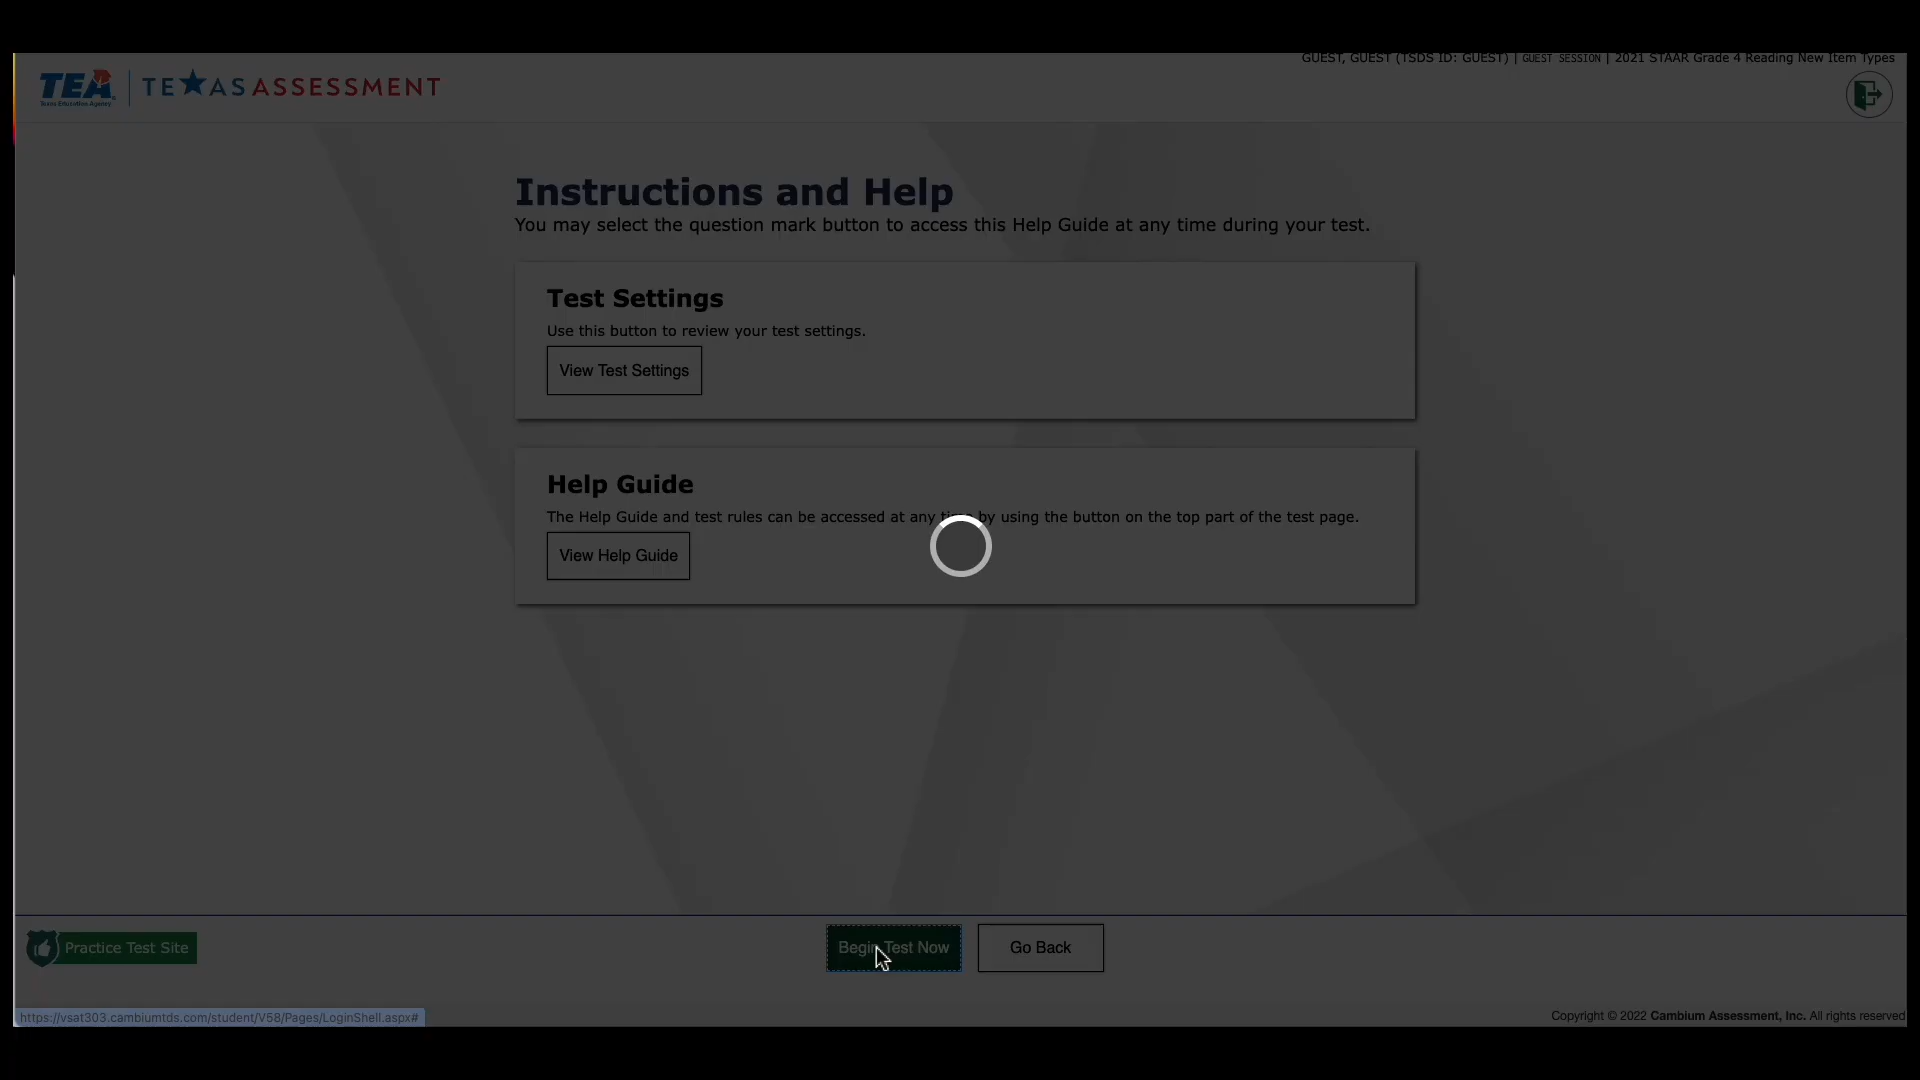 GUEST, GUEST (TSDS ID: GUEST) | GUEST SESSION | 2021 STAAR Grade 4 Reading New Item Types
TEA
Texas Education Agency
TEXAS ASSESSMENT
Instructions and Help
You may select the question mark button to access this Help Guide at any time during your test.
Test Settings
Use this button to review your test settings.
View Test Settings
Help Guide
The Help Guide and test rules can be accessed at any time by using the button on the top part of the test page.
View Help Guide
Practice Test Site
Begin Test Now
Go Back
https://vsat303.cambiumtds.com/student/V58/Pages/LoginShell.aspx#
Copyright © 2022 Cambium Assessment, Inc. All rights reserved